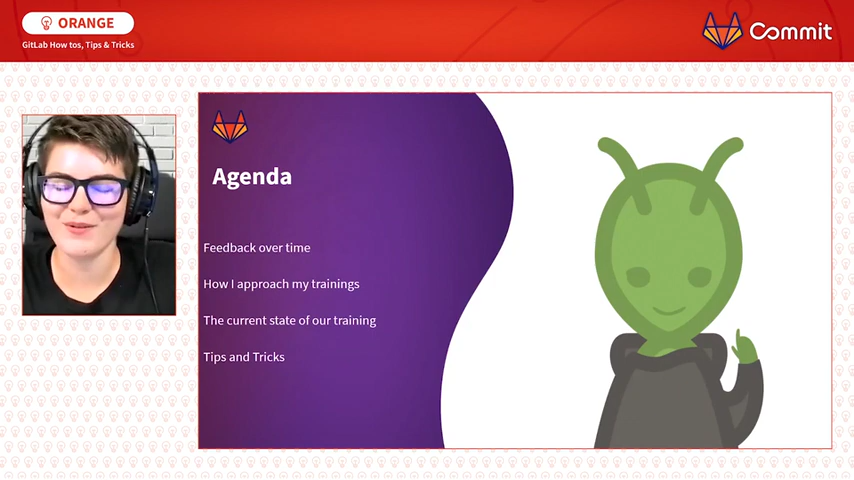 ORANGE
GitLab How tos, Tips & Tricks
Commit
Agenda
Feedback over time
How I approach my trainings
The current state of our training
Tips and Tricks